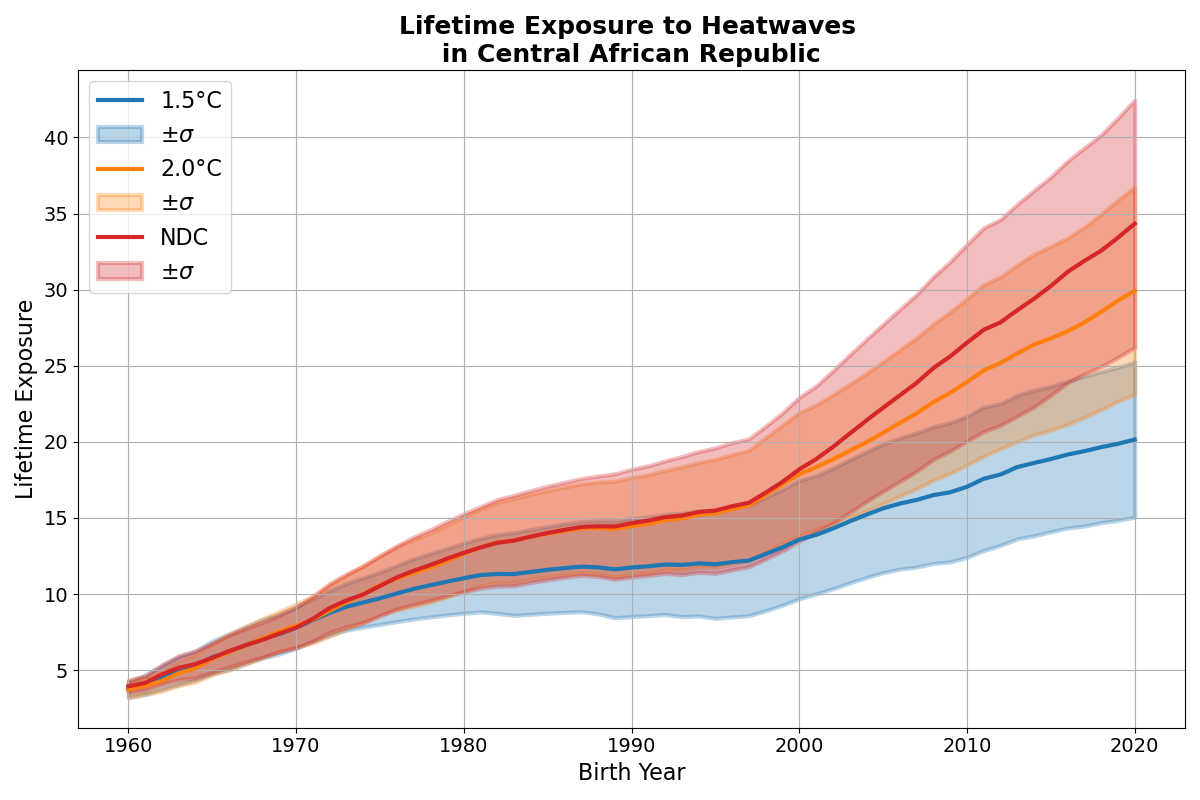 Lifetime Exposure to Heatwaves
in Central African Republic
1.5°C
±σ
2.0°C
±σ
NDC
±σ
Lifetime Exposure
40
35
30
25
20
15
10
5
1960 1970 1980 1990 2000 2010 2020
Birth Year